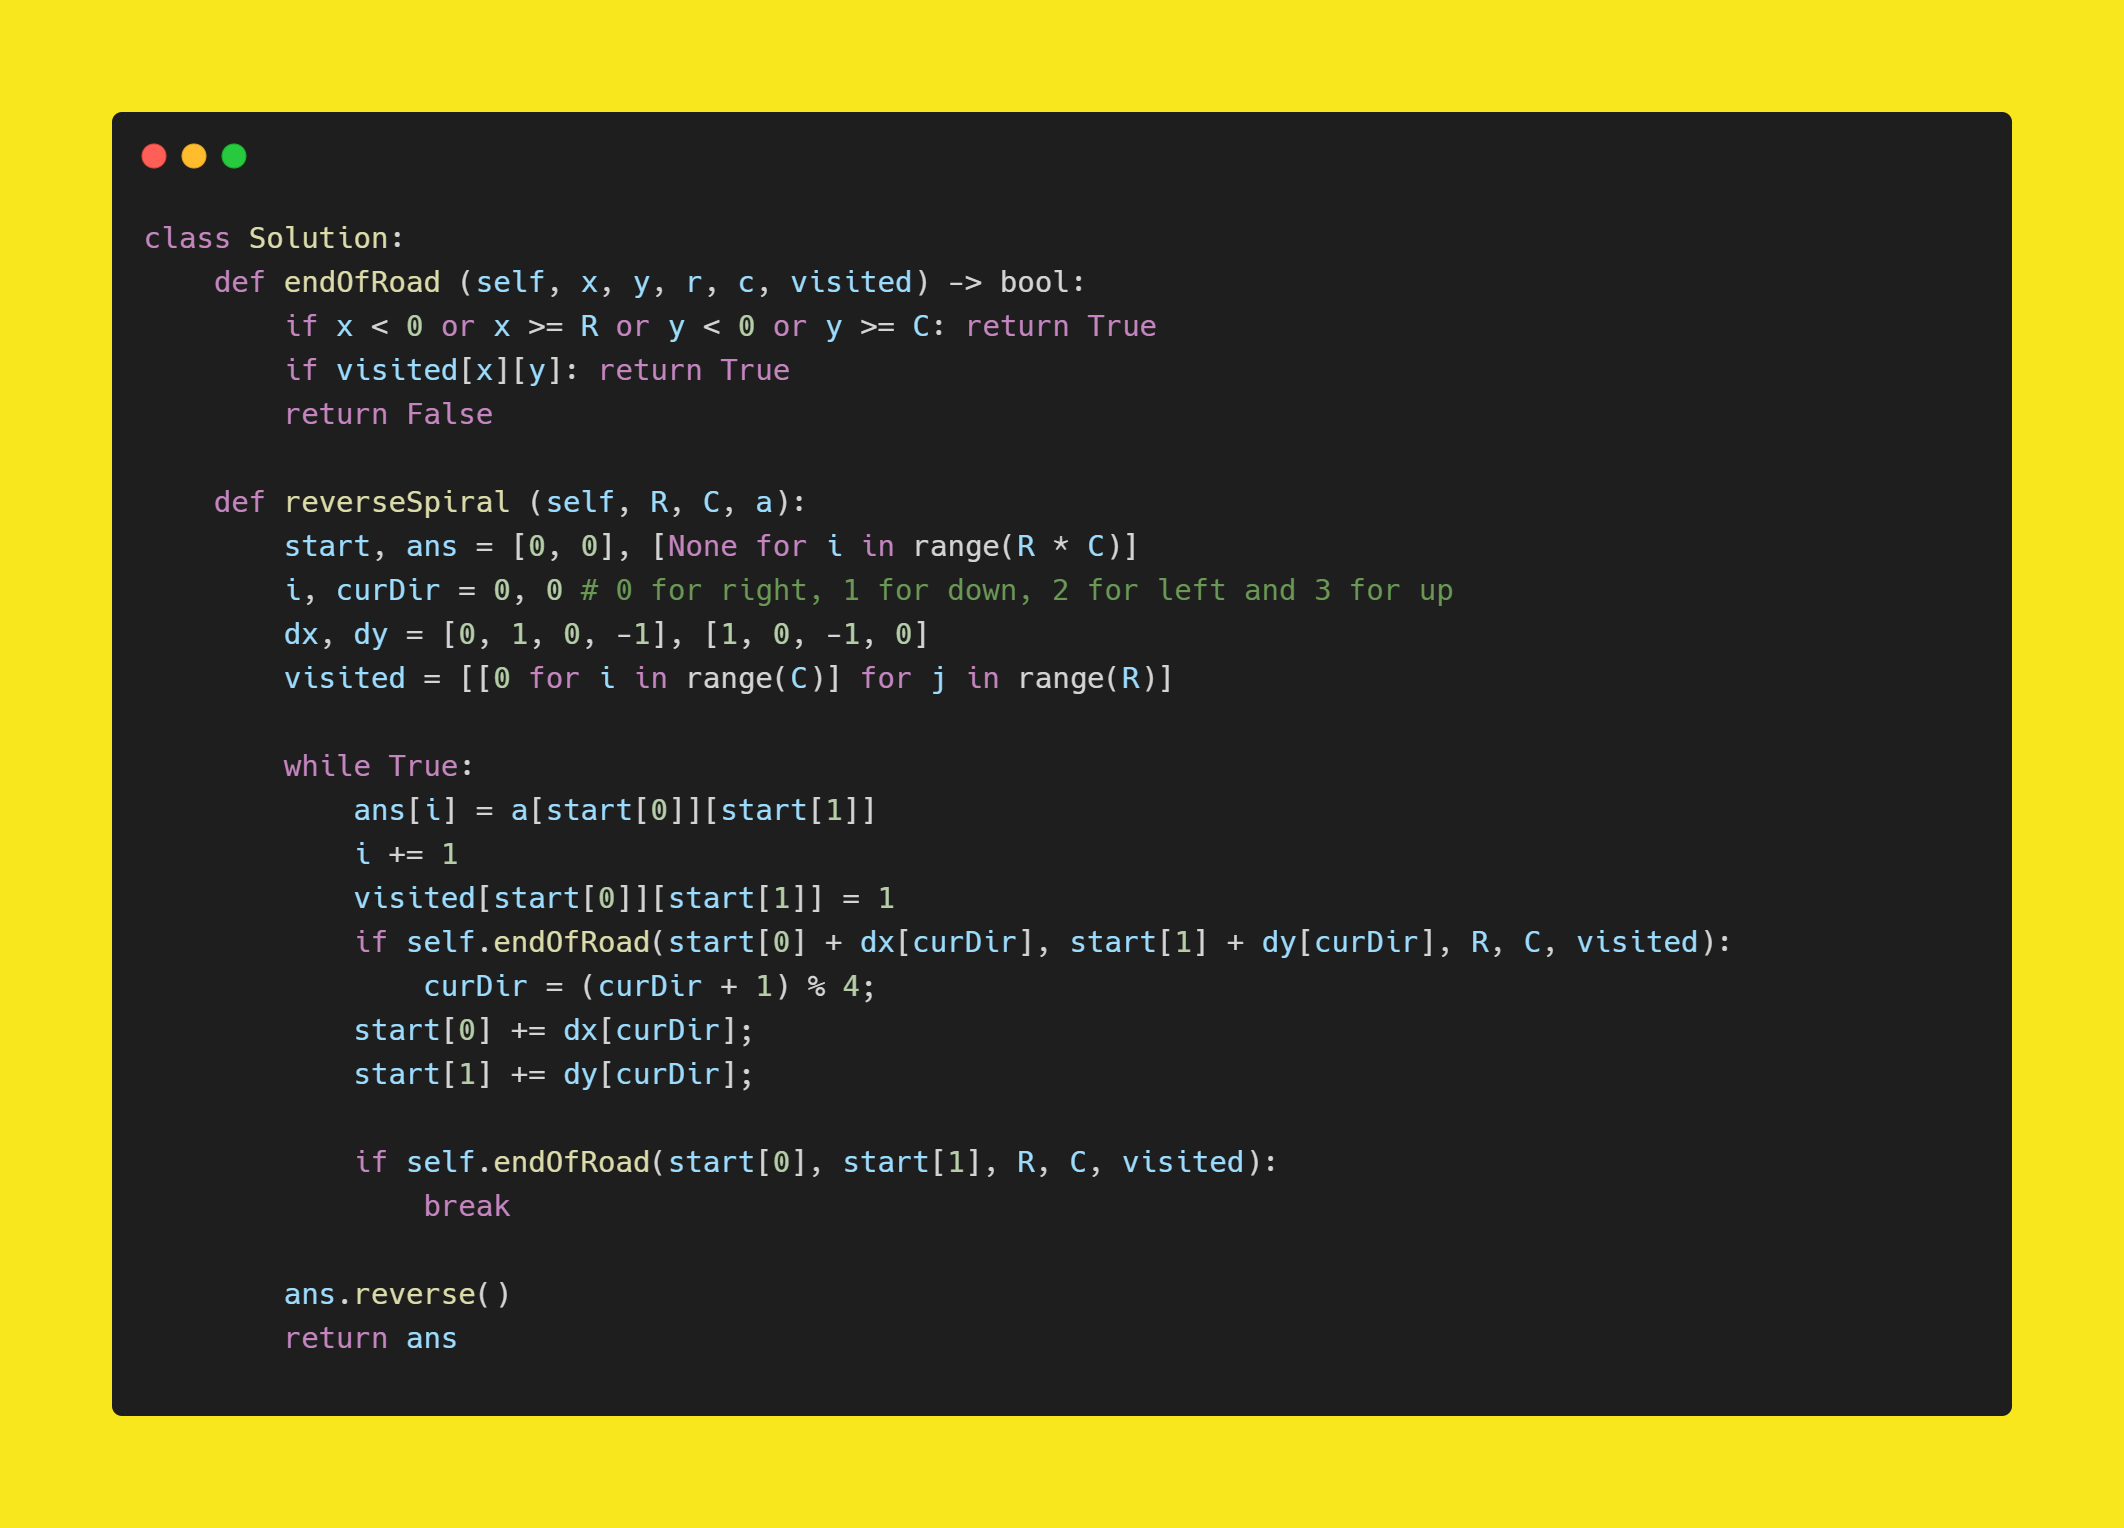 class Solution:
    def endOfRoad (self, x, y, r, c, visited) -> bool:
        if x < 0 or x >= R or y < 0 or y >= C: return True
        if visited[x][y]: return True
        return False

    def reverseSpiral (self, R, C, a):
        start, ans = [0, 0], [None for i in range(R * C)]
        i, curDir = 0, 0 # 0 for right, 1 for down, 2 for left and 3 for up
        dx, dy = [0, 1, 0, -1], [1, 0, -1, 0]
        visited = [[0 for i in range(C)] for j in range(R)]

        while True:
            ans[i] = a[start[0]][start[1]]
            i += 1
            visited[start[0]][start[1]] = 1
            if self.endOfRoad(start[0] + dx[curDir], start[1] + dy[curDir], R, C, visited):
                curDir = (curDir + 1) % 4;
            start[0] += dx[curDir];
            start[1] += dy[curDir];

            if self.endOfRoad(start[0], start[1], R, C, visited):
                break

        ans.reverse()
        return ans